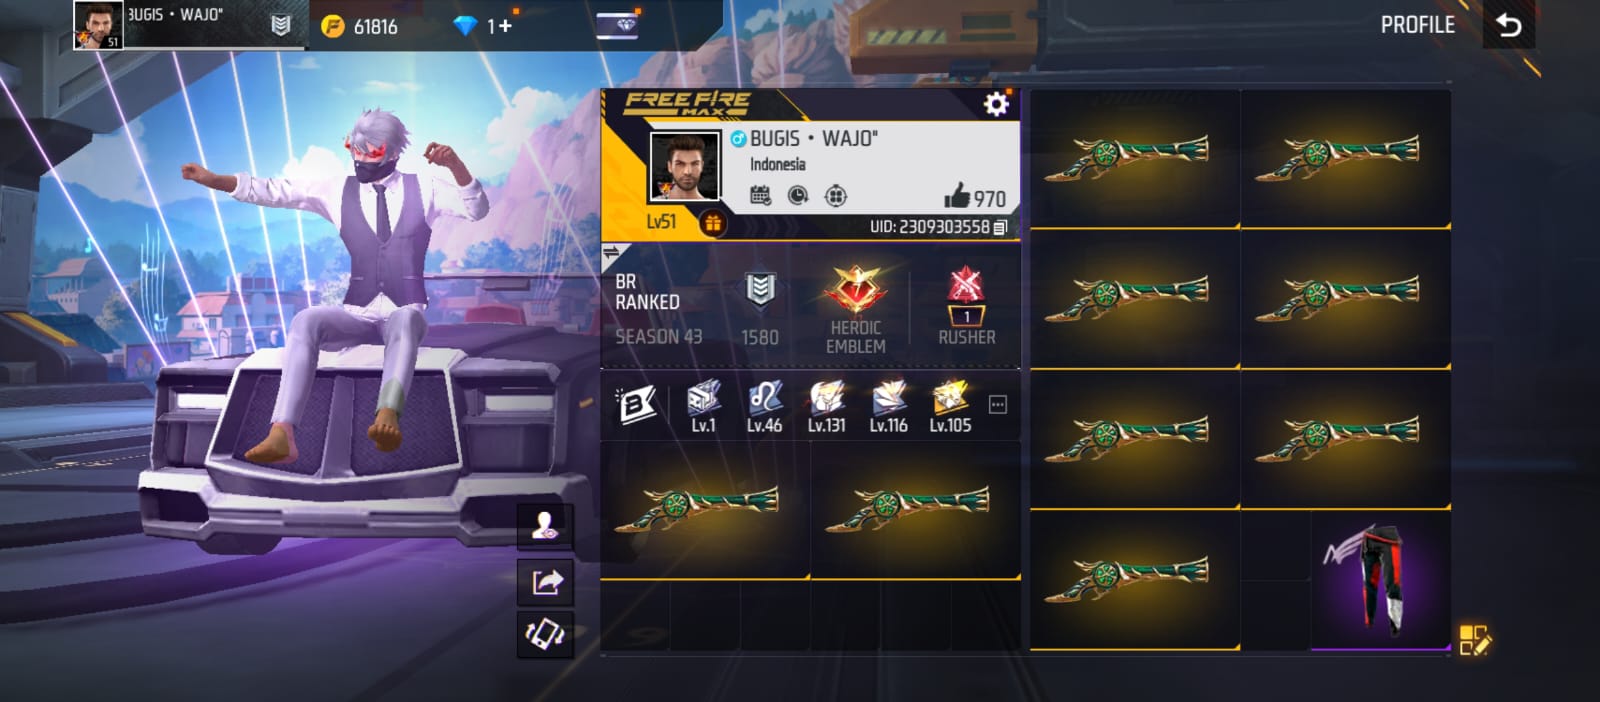 BUGIS • WAJO"
51
61816
1+
PROFILE
FREE FIRE
MAX
BUGIS • WAJO"
Indonesia
970
Lv51
UID: 2309303558
BR
RANKED
SEASON 43
1580
HEROIC
EMBLEM
1
RUSHER
B
Lv.1
Lv.46
Lv.131
Lv.116
Lv.105